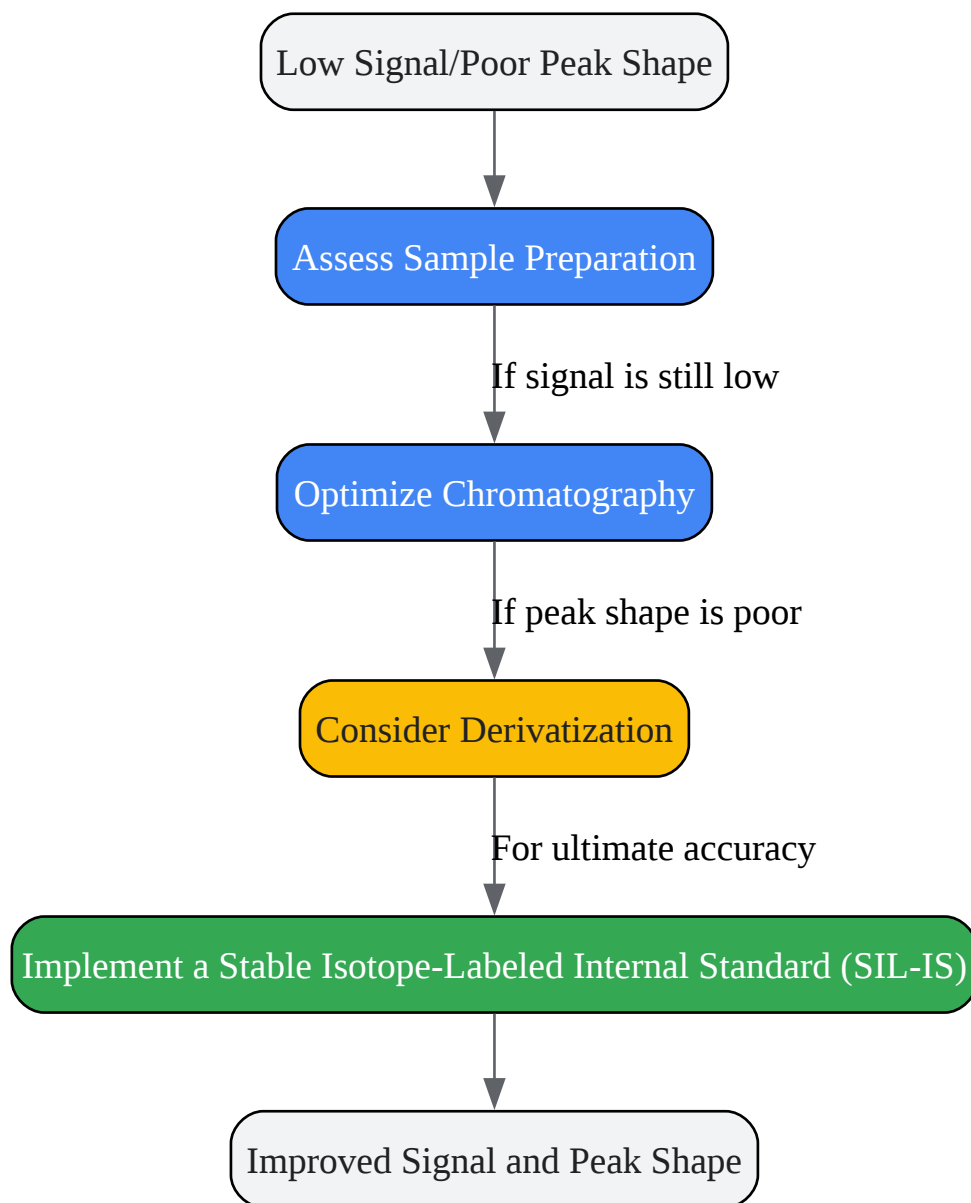 Low Signal/Poor Peak Shape
Assess Sample Preparation
If signal is still low
Optimize Chromatography
If peak shape is poor
Consider Derivatization
For ultimate accuracy
Implement a Stable Isotope-Labeled Internal Standard (SIL-IS)
Improved Signal and Peak Shape